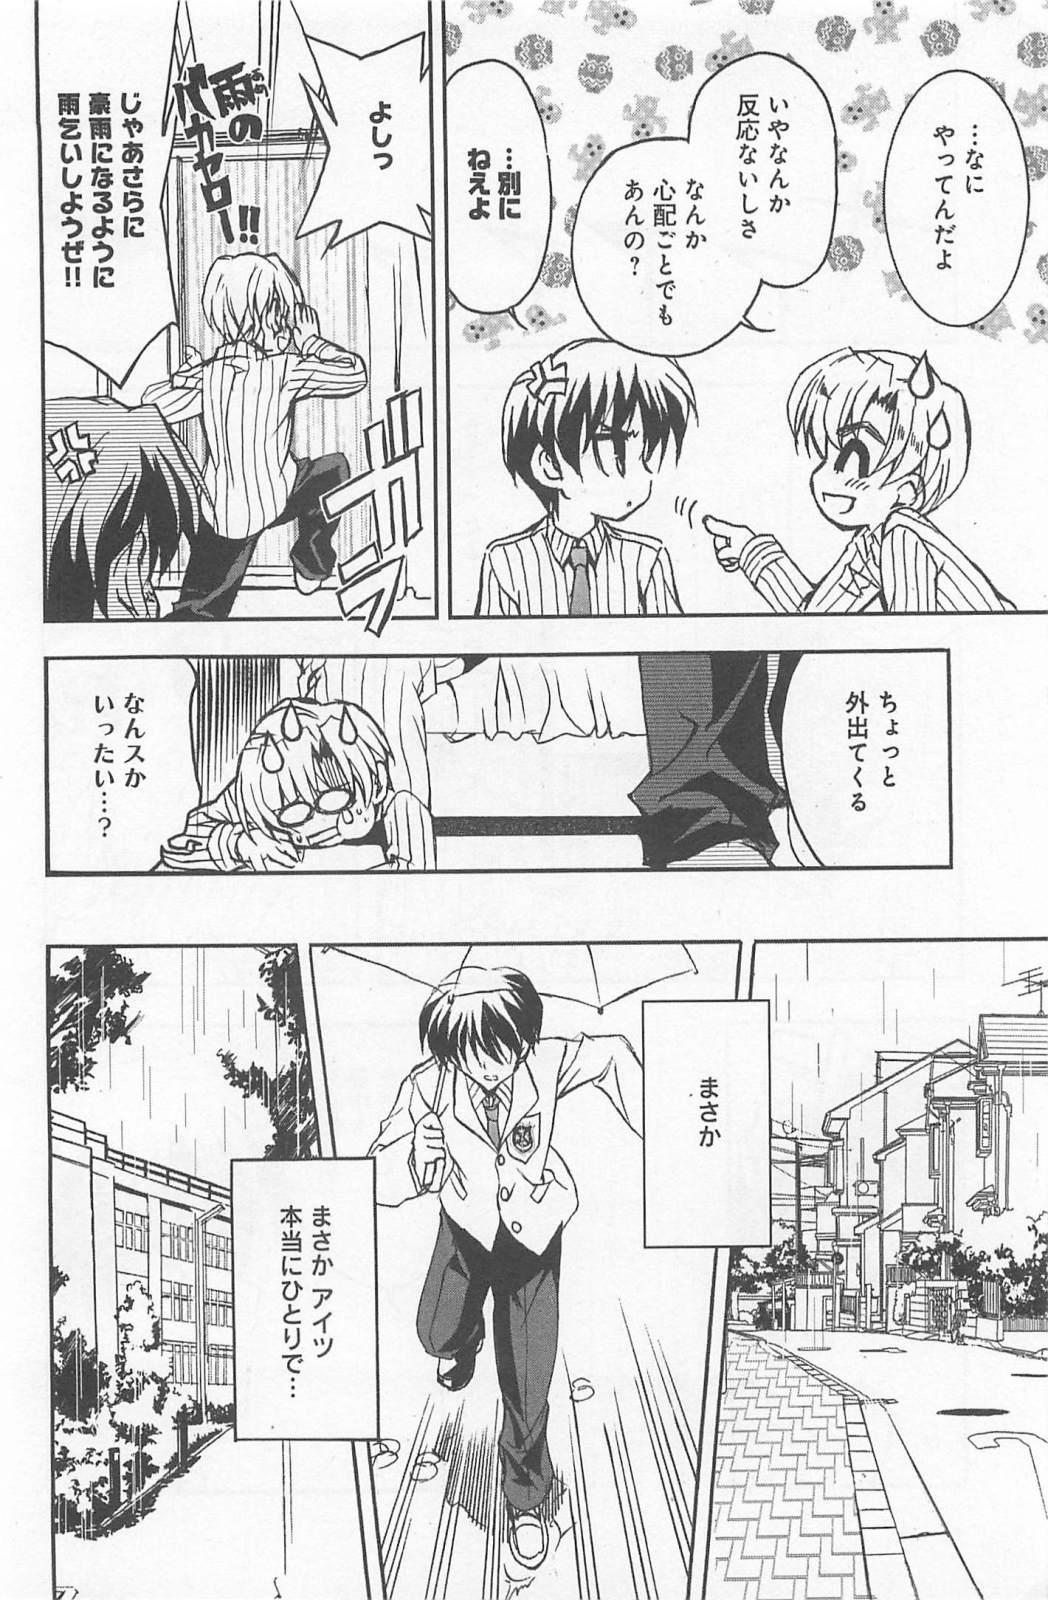 …なに
やってんだよ
いやなんか
反応ないしさ
なんか
心配ごとでも
あんの？
…別に
ねえよ
よしっ
雨の
バカヤロー!!
じゃあさらに
豪雨になるように
雨乞いしようぜ!!
ガンガン
ちょっと
外出てくる
なんスか
いったい…？
まさか
まさか アイツ
本当にひとりで…